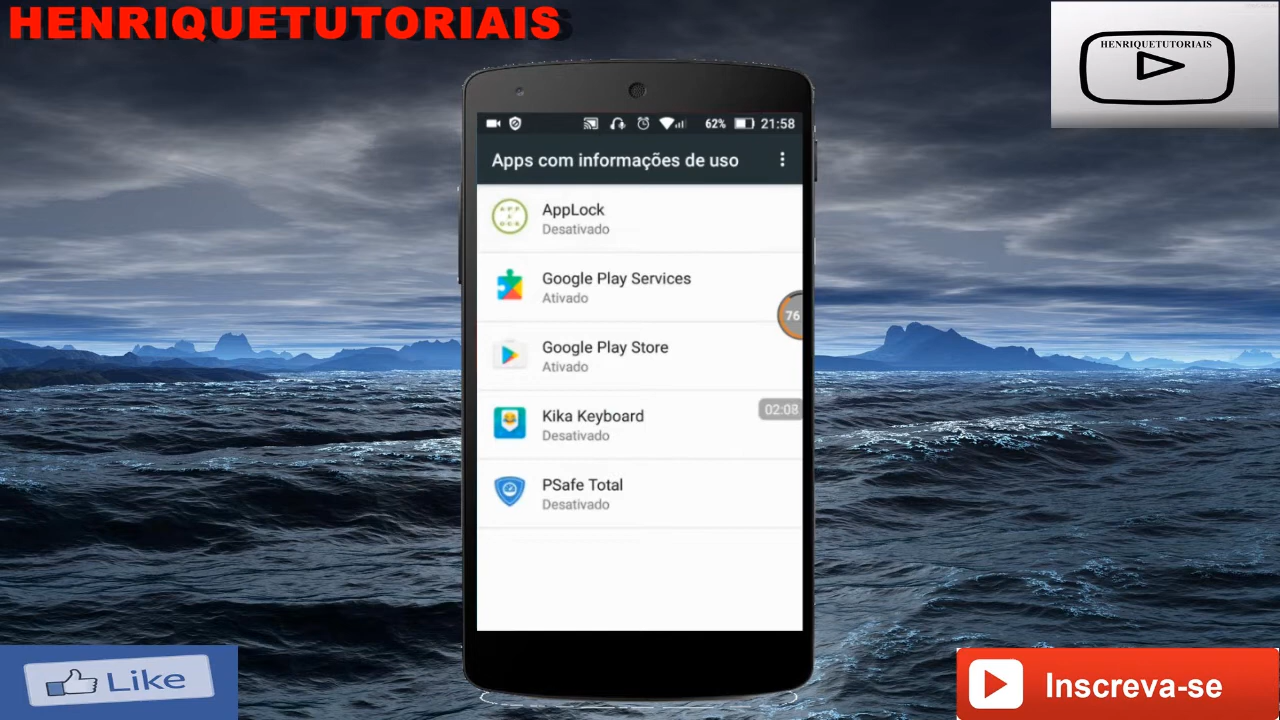 HENRIQUETUTORIAIS
HENRIQUETUTORIAIS
62% 21:58
Apps com informações de uso
AppLock
Desativado
Google Play Services
Ativado
76
Google Play Store
Ativado
Kika Keyboard
02:08
Desativado
PSafe Total
Desativado
Like
Inscreva-se